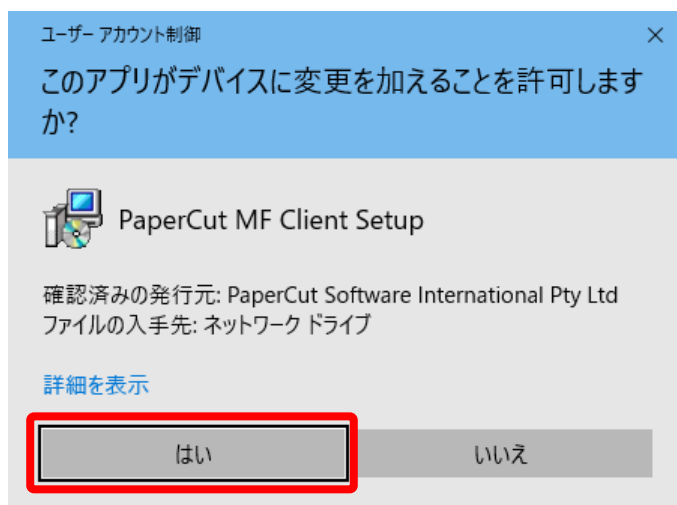 ユーザー アカウント制御
このアプリがデバイスに変更を加えることを許可します
か?
PaperCut MF Client Setup
確認済みの発行元: PaperCut Software International Pty Ltd
ファイルの入手先: ネットワーク ドライブ
詳細を表示
はい
いいえ